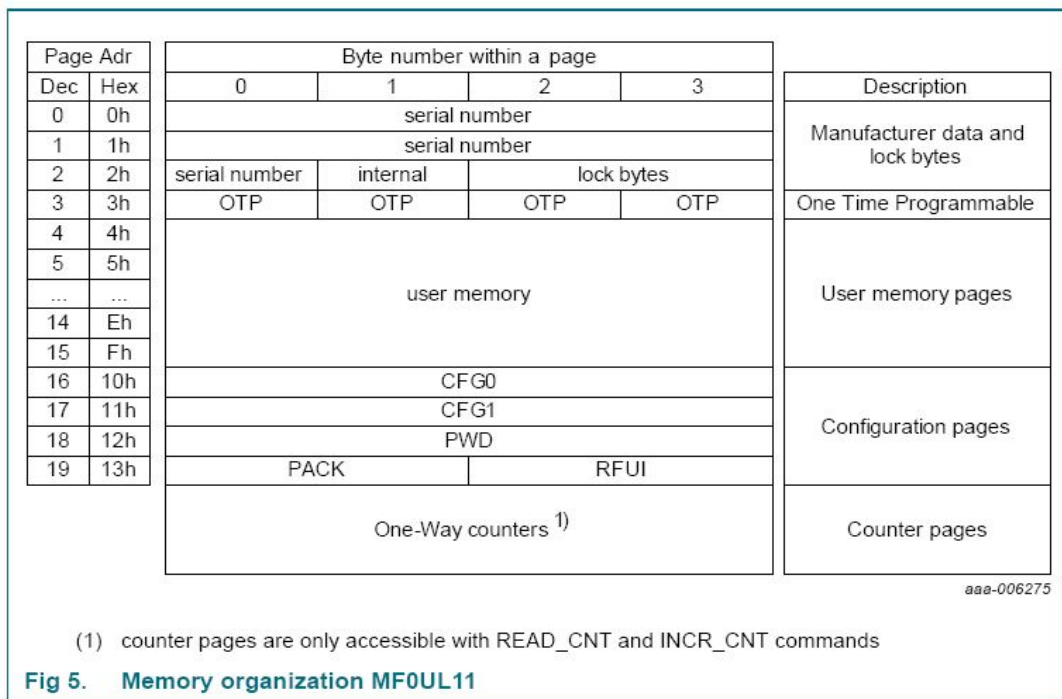 Page Adr Byte number within a page
Dec Hex 0 1 2 3 Description
0 0h serial number
1 1h serial number
Manufacturer data and
lock bytes
2 2h serial number internal lock bytes
3 3h OTP OTP OTP OTP One Time Programmable
4 4h
5 5h
... ... user memory User memory pages
14 Eh
15 Fh
16 10h CFG0
17 11h CFG1
Configuration pages
18 12h PWD
19 13h PACK RFUI
One-Way counters 1) Counter pages
aaa-006275
(1) counter pages are only accessible with READ_CNT and INCR_CNT commands
Fig 5. Memory organization MF0UL11